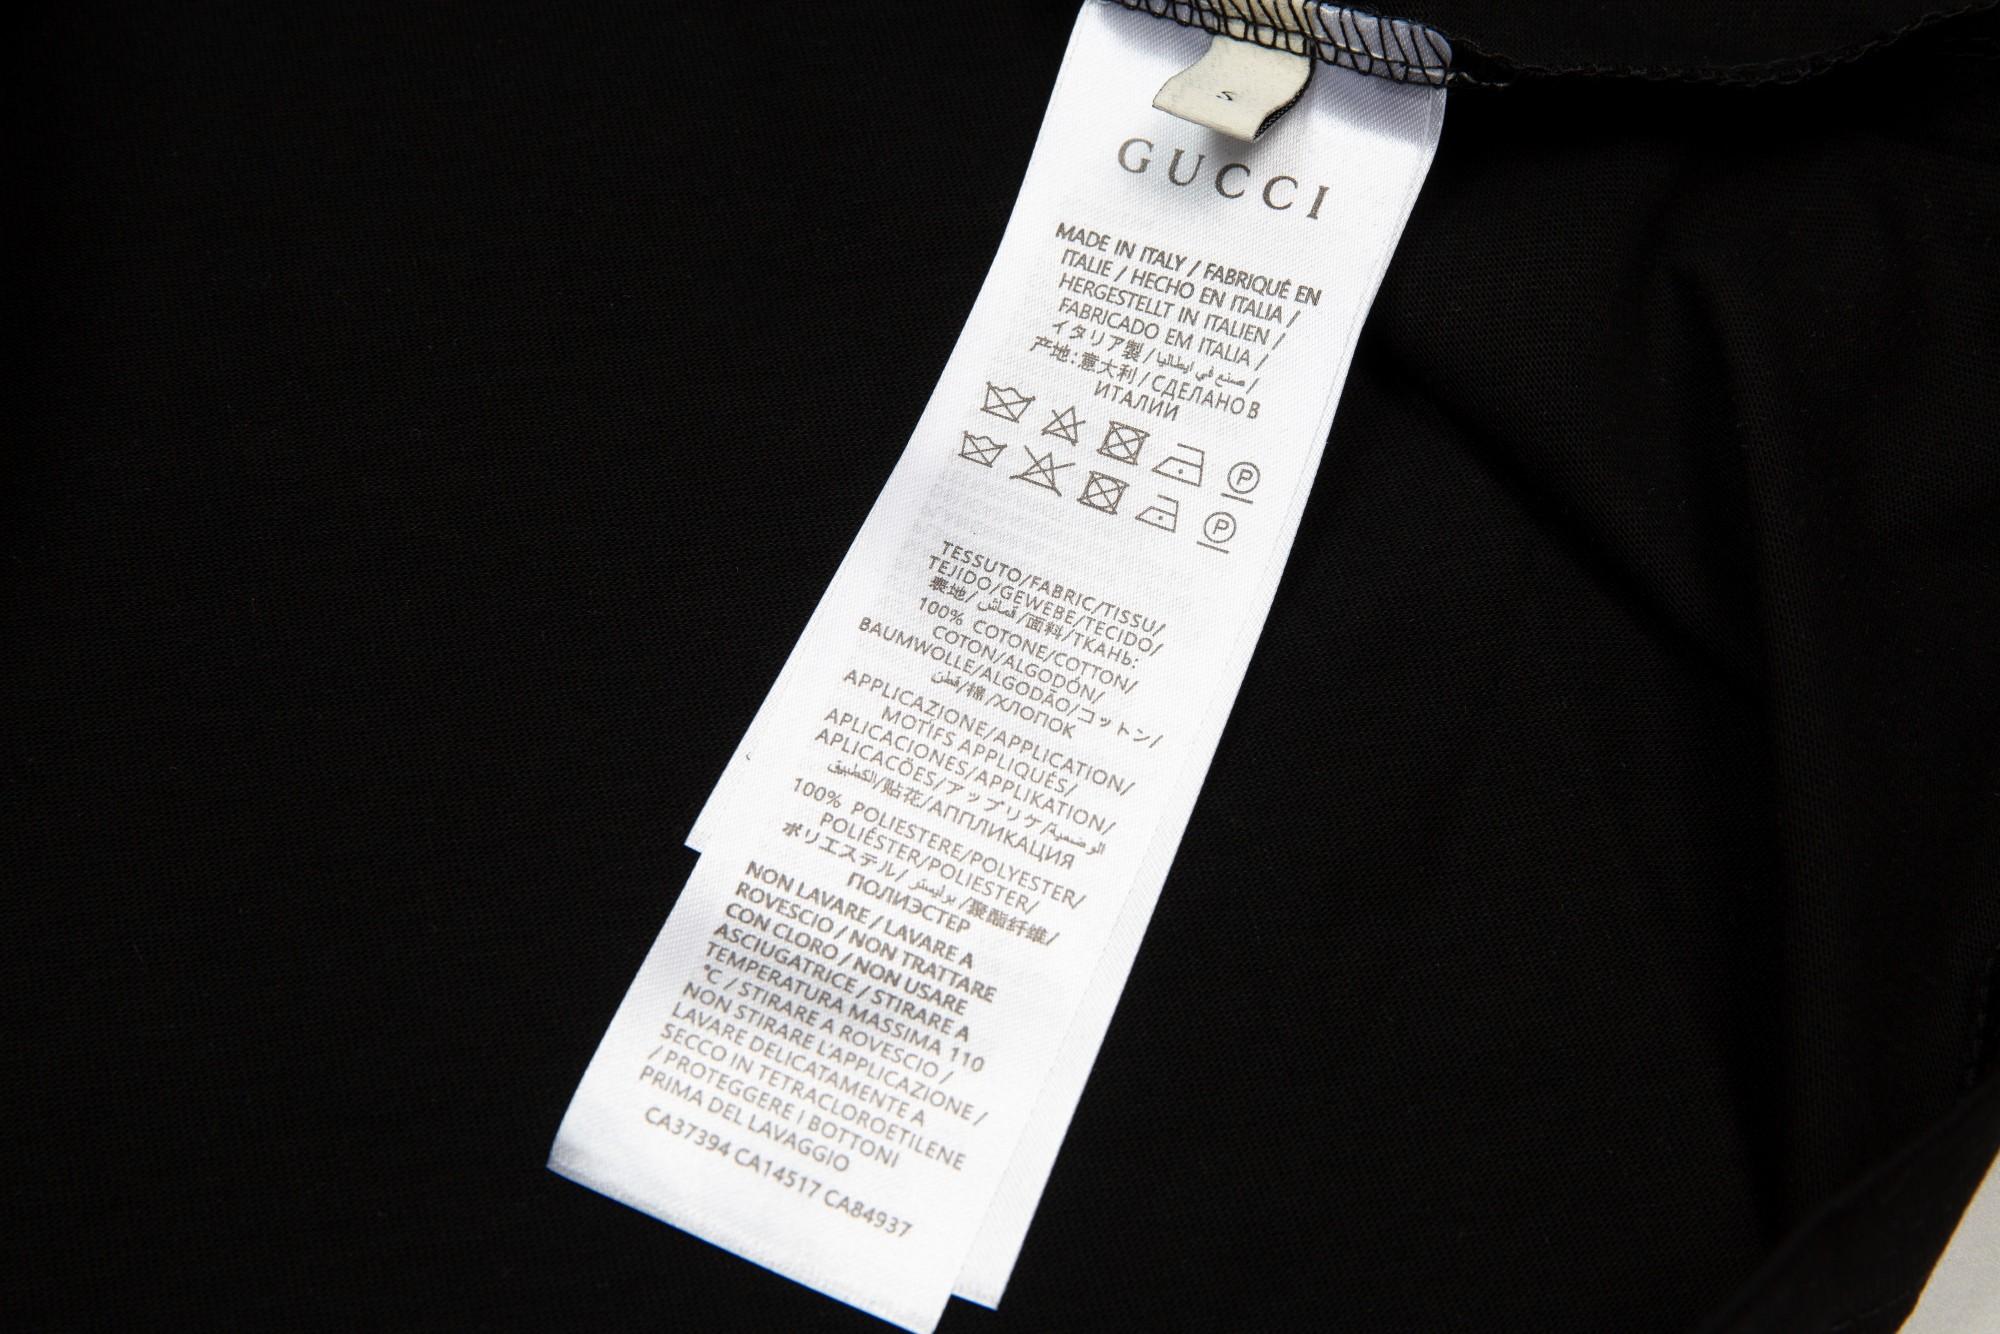 S
GUCCI
MADE IN ITALY / FABRIQUÉ EN
ITALIE / HECHO EN ITALIA /
HERGESTELLT IN ITALIEN /
FABRICADO EM ITALIA /
イタリア製 / صنع في ايطاليا /
产地:意大利 / СДЕЛАНО В
ИТАЛИИ
P
P
TESSUTO/FABRIC/TISSU/
TEJIDO/GEWEBE/TECIDO/
表地/ قماش /面料/ТКАНЬ:
100% COTONE/COTTON/
COTON/ALGODÓN/
BAUMWOLLE/ALGODÃO/コットン/
قطن/棉/ХЛОПОК
APPLICAZIONE/APPLICATION/
MOTIFS APPLIQUÉS/
APLICACIONES/APPLIKATION/
APLICACÖES/アップリケ/الوضعية
الكطبيق/贴花/АППЛИКАЦИЯ
100% POLIESTERE/POLYESTER/
POLIÉSTER/POLIESTER/
ポリエステル/ بوليستر /聚酯纤维/
ПОЛИЭСТЕР
NON LAVARE / LAVARE A
ROVESCIO / NON TRATTARE
CON CLORO / NON USARE
ASCIUGATRICE / STIRARE A
TEMPERATURA MASSIMA 110
°C / STIRARE A ROVESCIO /
NON STIRARE L'APPLICAZIONE /
LAVARE DELICATAMENTE A
SECCO IN TETRACLOROETILENE
/ PROTEGGERE I BOTTONI
PRIMA DEL LAVAGGIO
CA37394 CA14517 CA84937